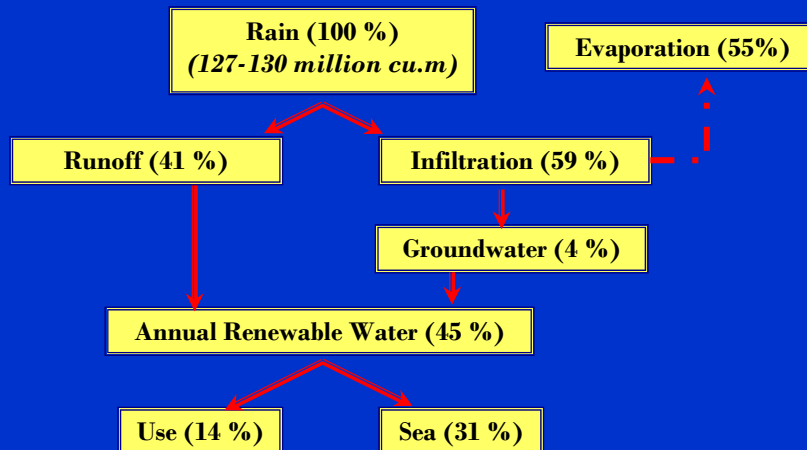 Rain (100 %)
(127-130 million cu.m)
Evaporation (55%)
Runoff (41 %)
Infiltration (59 %)
Groundwater (4 %)
Annual Renewable Water (45 %)
Use (14 %)
Sea (31 %)